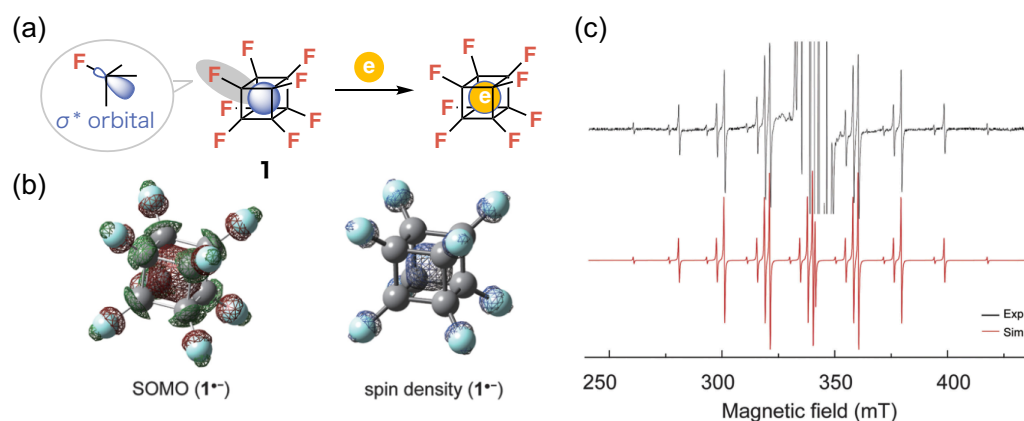 (a)
F
σ* orbital
F
F
F
F
F
F
F
F
1
e
e
F
F
F
F
F
F
F
F
(b)
SOMO (1•−)
spin density (1•−)
(c)
Exp
Sim
250
300
350
400
Magnetic field (mT)